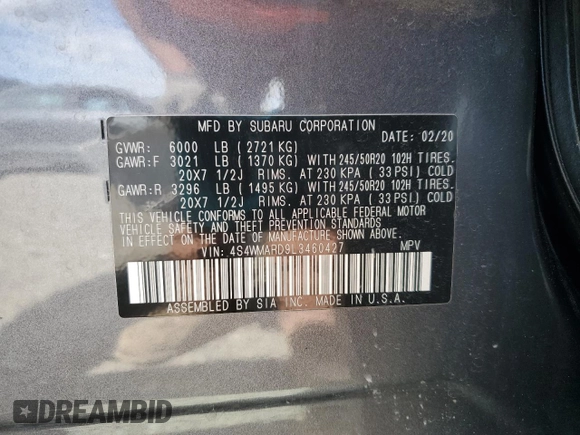 MFD BY SUBARU CORPORATION
DATE: 02/20
GVWR: 6000 LB ( 2721 KG)
GAWR:F 3021 LB ( 1370 KG) WITH 245/50R20 102H TIRES.
20X7 1/2J RIMS. AT 230 KPA ( 33 PSI) COLD
GAWR:R 3296 LB ( 1495 KG) WITH 245/50R20 102H TIRES.
20X7 1/2J RIMS. AT 230 KPA ( 33 PSI) COLD
THIS VEHICLE CONFORMS TO ALL APPLICABLE FEDERAL MOTOR
VEHICLE SAFETY AND THEFT PREVENTION STANDARDS IN
EFFECT ON THE DATE OF MANUFACTURE SHOWN ABOVE.
VIN: 4S4WMARD9L3460427 MPV
ASSEMBLED BY SIA INC. MADE IN U.S.A.
DREAMBID